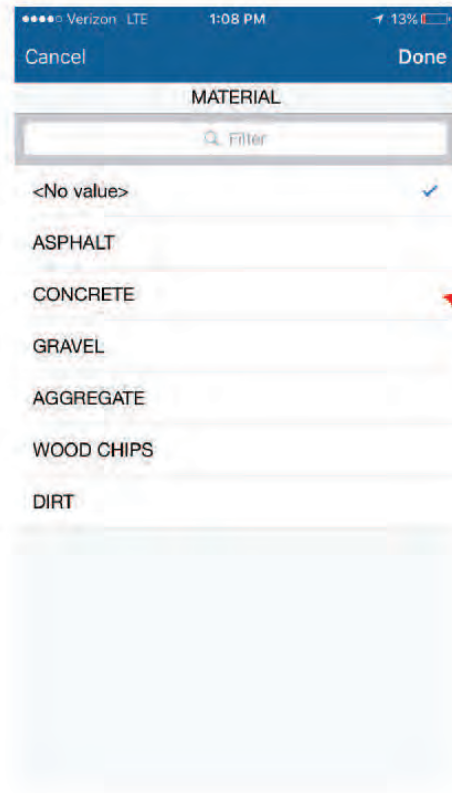 Verizon LTE 1:08 PM 13%
Cancel Done
MATERIAL
Filter
<No value>
ASPHALT
CONCRETE
GRAVEL
AGGREGATE
WOOD CHIPS
DIRT